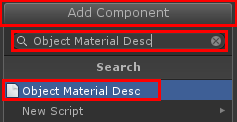 Add Component
Object Material Desc
Search
Object Material Desc
New Script